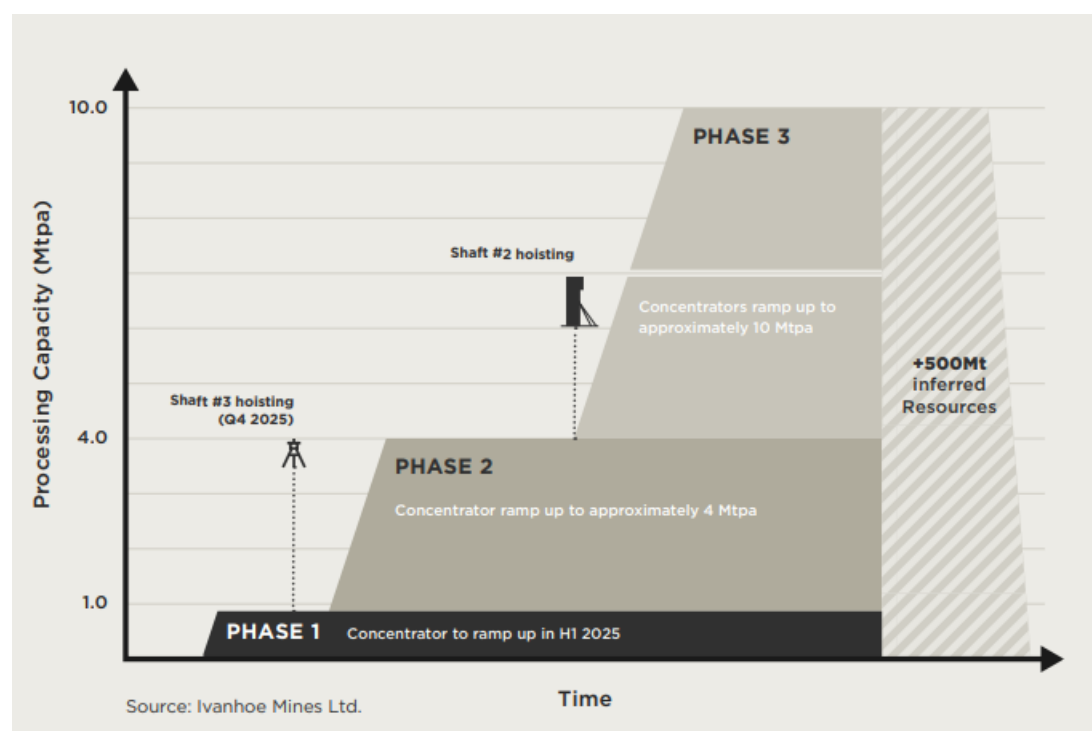 10.0
PHASE 3
Shaft #2 hoisting
Concentrators ramp up to
approximately 10 Mtpa
Processing Capacity (Mtpa)
+500Mt
inferred
Resources
Shaft #3 hoisting
(Q4 2025)
4.0
PHASE 2
Concentrator ramp up to approximately 4 Mtpa
1.0
PHASE 1 Concentrator to ramp up in H1 2025
Time
Source: Ivanhoe Mines Ltd.